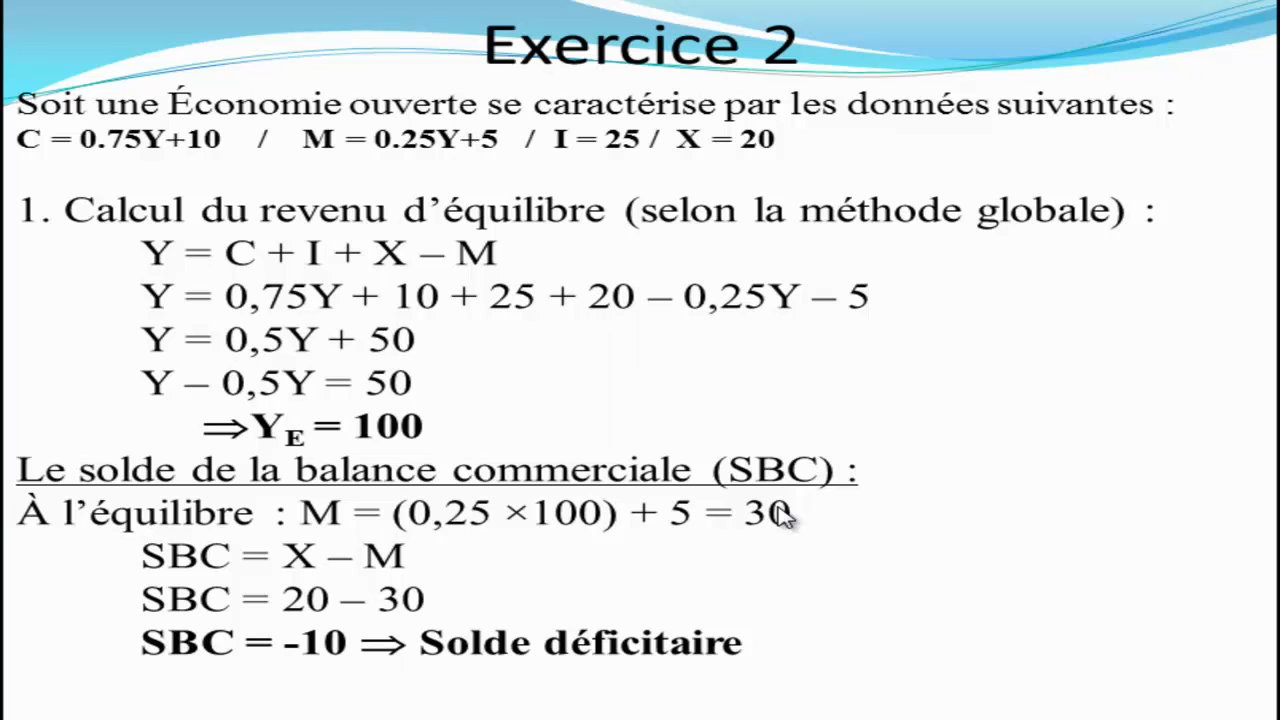 Exercice 2
Soit une Économie ouverte se caractérise par les données suivantes :
C = 0.75Y+10 / M = 0.25Y+5 / I = 25 / X = 20
1. Calcul du revenu d’équilibre (selon la méthode globale) :
Y = C + I + X – M
Y = 0,75Y + 10 + 25 + 20 – 0,25Y – 5
Y = 0,5Y + 50
Y – 0,5Y = 50
⇒Y_E = 100
Le solde de la balance commerciale (SBC) :
À l’équilibre : M = (0,25 ×100) + 5 = 30
SBC = X – M
SBC = 20 – 30
SBC = -10 ⇒ Solde déficitaire